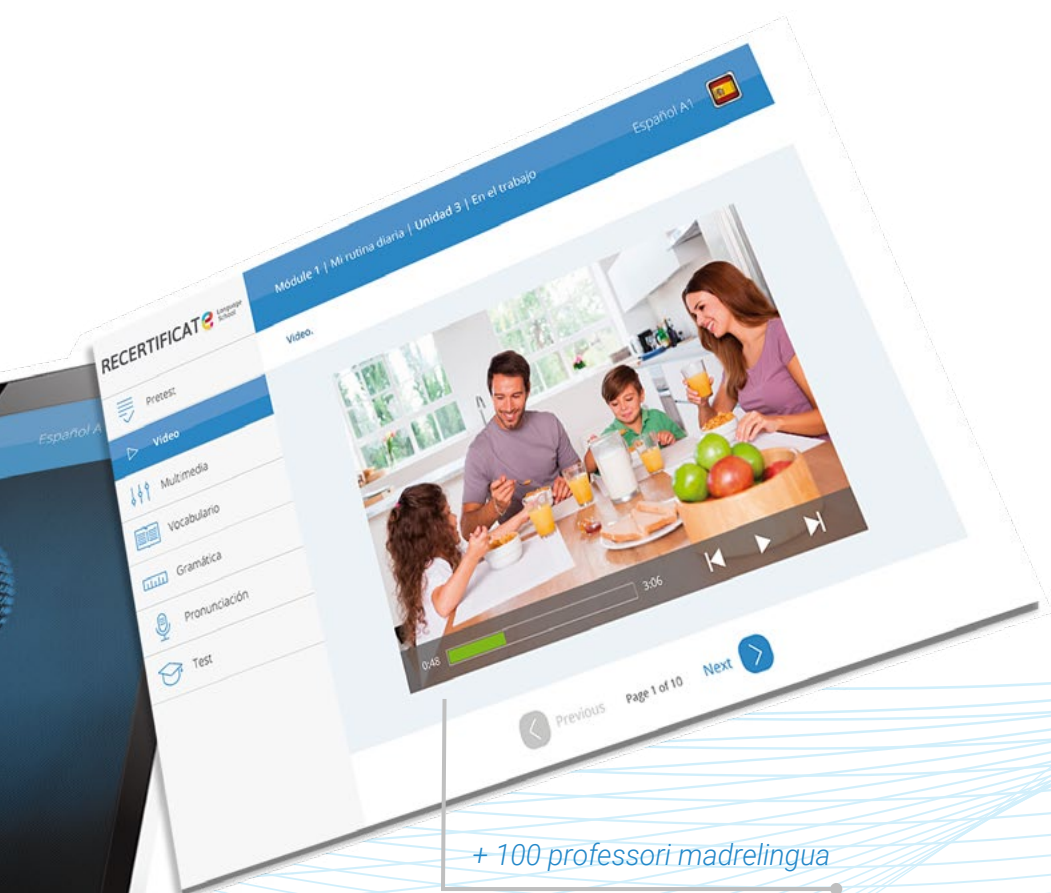 Español A1
Módule 1 | Mi rutina diaria | Unidad 3 | En el trabajo
RECERTIFICATe Language School
Video.
Pretest
Video
Multimedia
Vocabulario
Gramática
Pronunciación
Test
Español A
0:48
3:06
Previous
Page 1 of 10
Next
+ 100 professori madrelingua